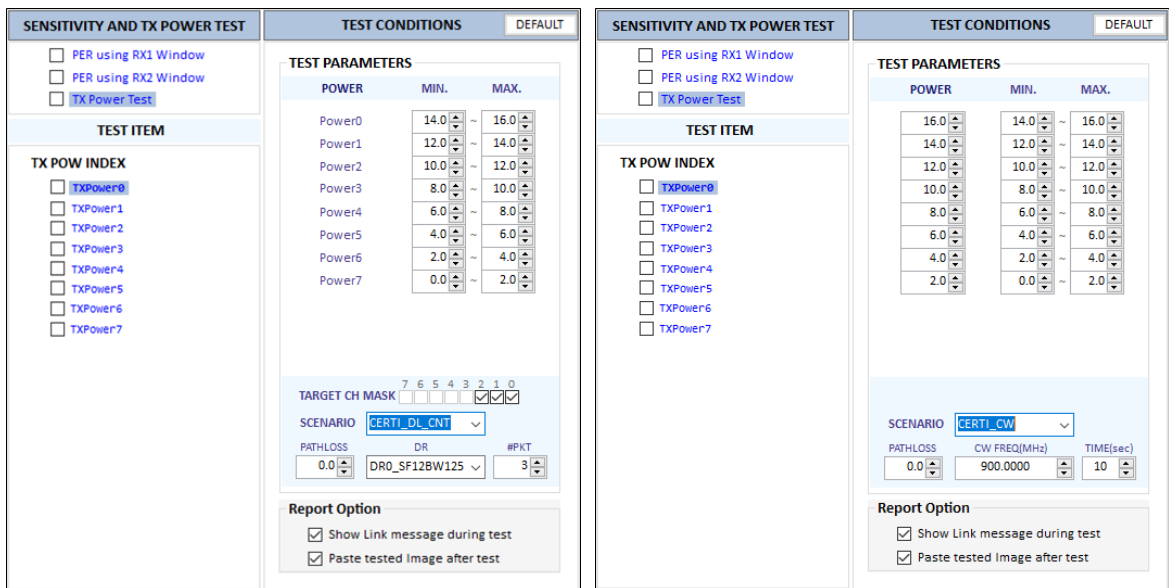 SENSITIVITY AND TX POWER TEST
PER using RX1 Window
PER using RX2 Window
TX Power Test
TEST ITEM
TX POW INDEX
TXPower0
TXPower1
TXPower2
TXPower3
TXPower4
TXPower5
TXPower6
TXPower7
TEST CONDITIONS DEFAULT
TEST PARAMETERS
POWER MIN. MAX.
Power0 14.0 ~ 16.0
Power1 12.0 ~ 14.0
Power2 10.0 ~ 12.0
Power3 8.0 ~ 10.0
Power4 6.0 ~ 8.0
Power5 4.0 ~ 6.0
Power6 2.0 ~ 4.0
Power7 0.0 ~ 2.0
7 6 5 4 3 2 1 0
TARGET CH MASK
SCENARIO CERTI_DL_CNT
PATHLOSS DR #PKT
0.0 DR0_SF12BW125 3
Report Option
Show Link message during test
Paste tested Image after test
SENSITIVITY AND TX POWER TEST
PER using RX1 Window
PER using RX2 Window
TX Power Test
TEST ITEM
TX POW INDEX
TXPower0
TXPower1
TXPower2
TXPower3
TXPower4
TXPower5
TXPower6
TXPower7
TEST CONDITIONS DEFAULT
TEST PARAMETERS
POWER MIN. MAX.
16.0 14.0 ~ 16.0
14.0 12.0 ~ 14.0
12.0 10.0 ~ 12.0
10.0 8.0 ~ 10.0
8.0 6.0 ~ 8.0
6.0 4.0 ~ 6.0
4.0 2.0 ~ 4.0
2.0 0.0 ~ 2.0
SCENARIO CERTI_CW
PATHLOSS CW FREQ(MHz) TIME(sec)
0.0 900.0000 10
Report Option
Show Link message during test
Paste tested Image after test